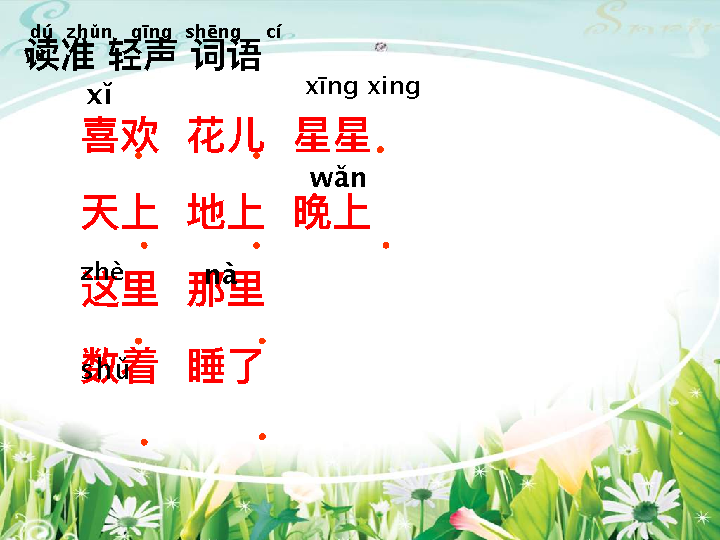 dú zhǔn qīng shēng cí
读准 轻声 词语
xǐ xīng xing
喜欢 花儿 星星
wǎn
天上 地上 晚上
zhè nà
这里 那里
shǔ
数着 睡了